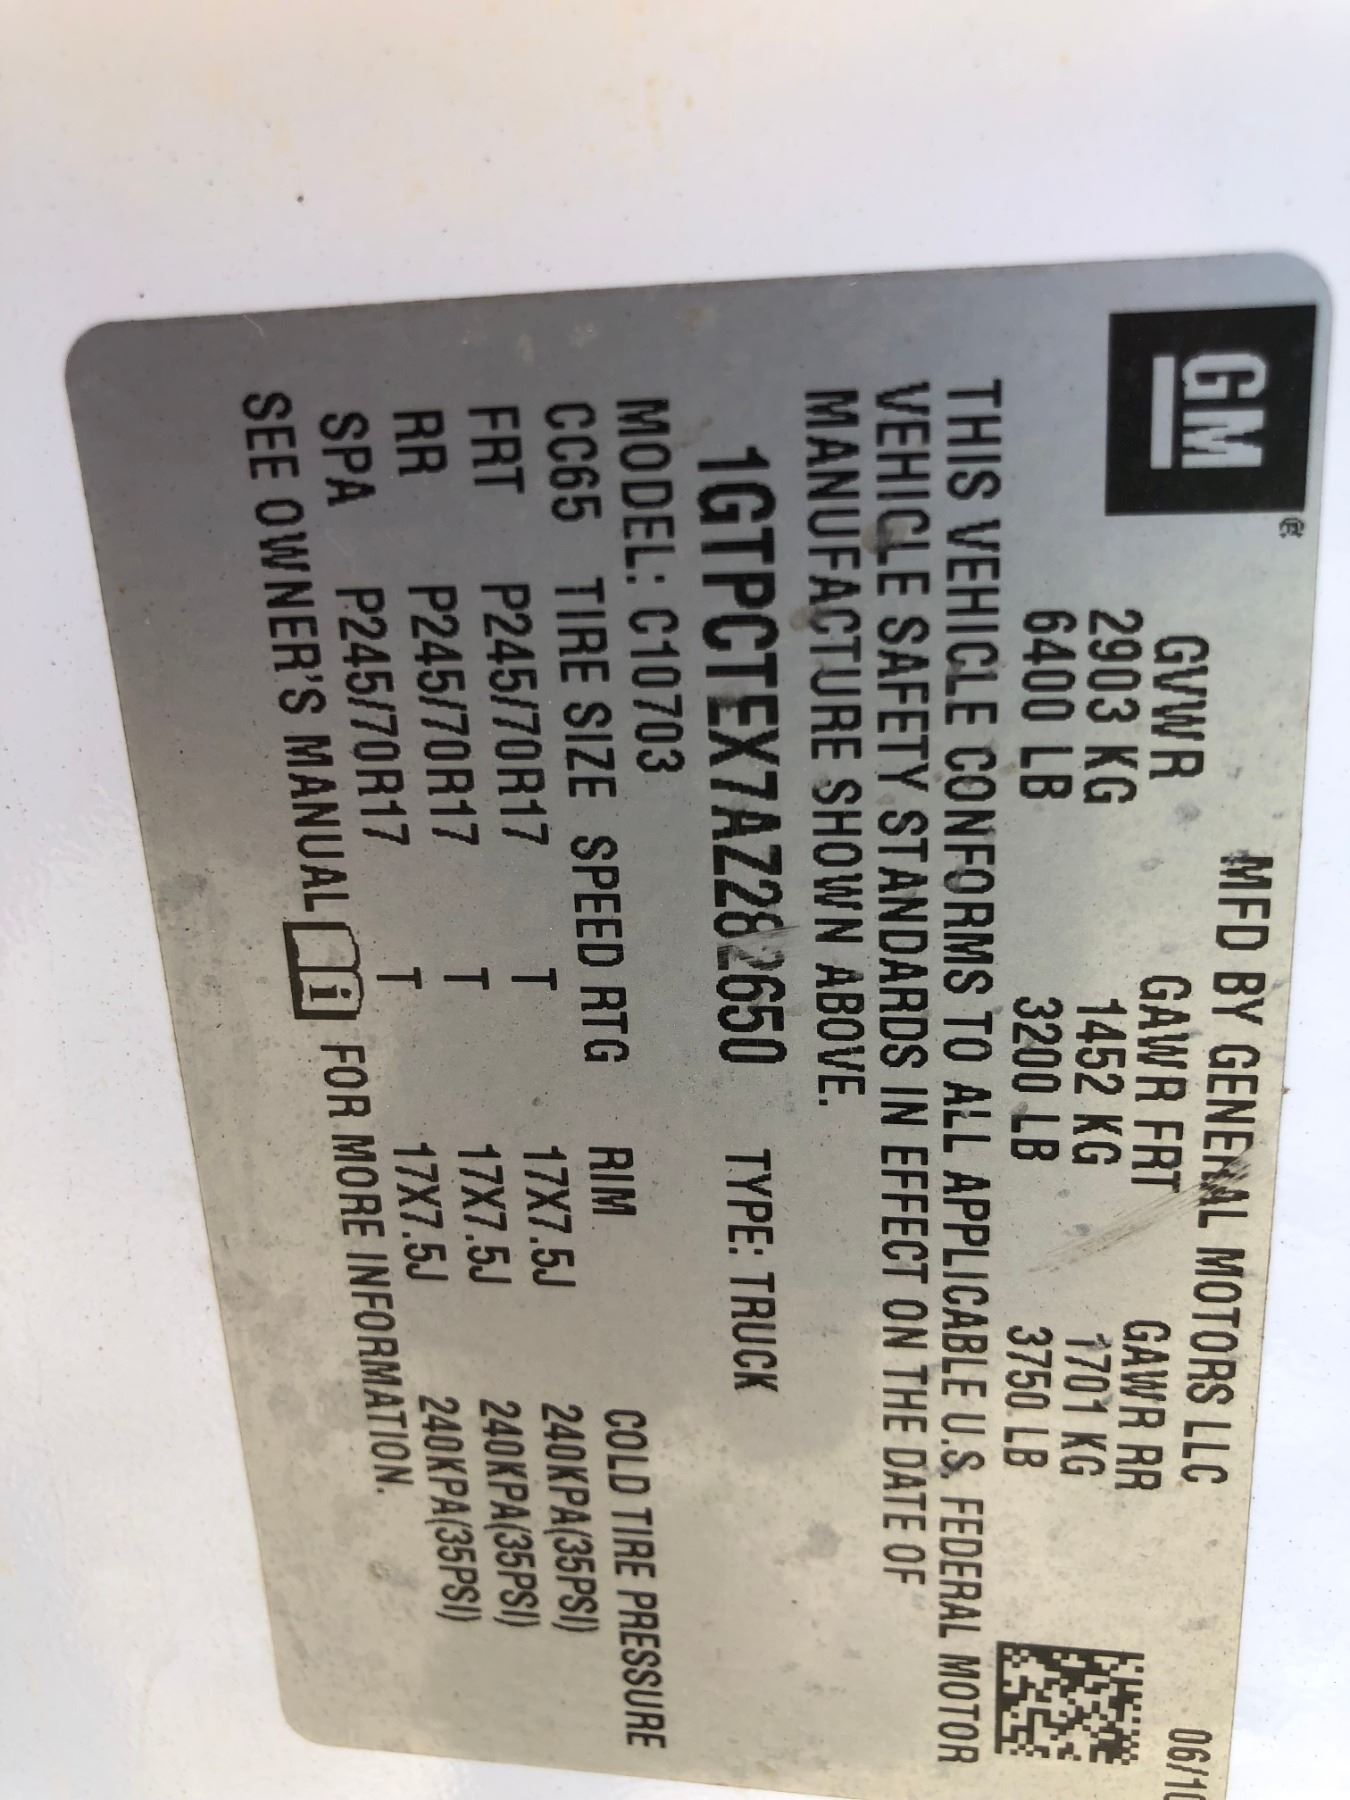 GM®
MFD BY GENERAL MOTORS LLC 06/10
GVWR GAWR FRT GAWR RR
2903 KG 1452 KG 1701 KG
6400 LB 3200 LB 3750 LB
THIS VEHICLE CONFORMS TO ALL APPLICABLE U.S. FEDERAL MOTOR
VEHICLE SAFETY STANDARDS IN EFFECT ON THE DATE OF
MANUFACTURE SHOWN ABOVE.
1GTPCTEX7AZ282650 TYPE: TRUCK
MODEL: C10703
CC65 TIRE SIZE SPEED RTG RIM COLD TIRE PRESSURE
FRT P245/70R17 T 17X7.5J 240KPA(35PSI)
RR P245/70R17 T 17X7.5J 240KPA(35PSI)
SPA P245/70R17 T 17X7.5J 240KPA(35PSI)
SEE OWNER'S MANUAL i FOR MORE INFORMATION.